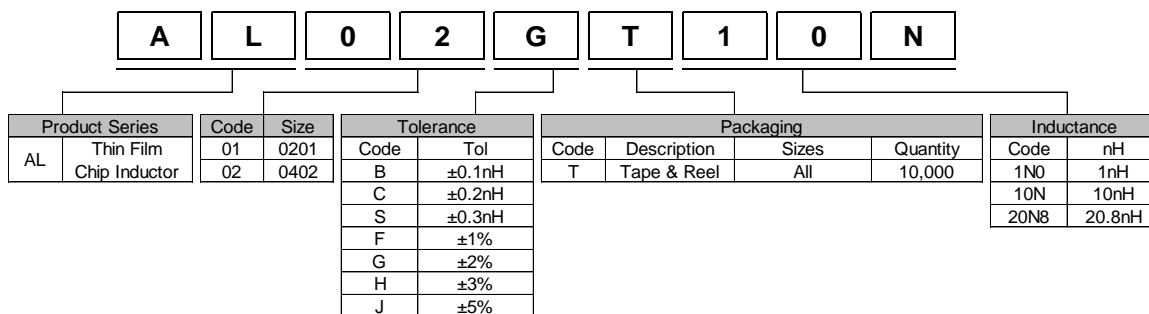 A L 0 2 G T 1 0 N
Product Series Code Size Tolerance Packaging Inductance
AL Thin Film Chip Inductor
01 0201
02 0402
Code Tol
B ±0.1nH
C ±0.2nH
S ±0.3nH
F ±1%
G ±2%
H ±3%
J ±5%
Code Description Sizes Quantity
T Tape & Reel All 10,000
Code nH
1N0 1nH
10N 10nH
20N8 20.8nH